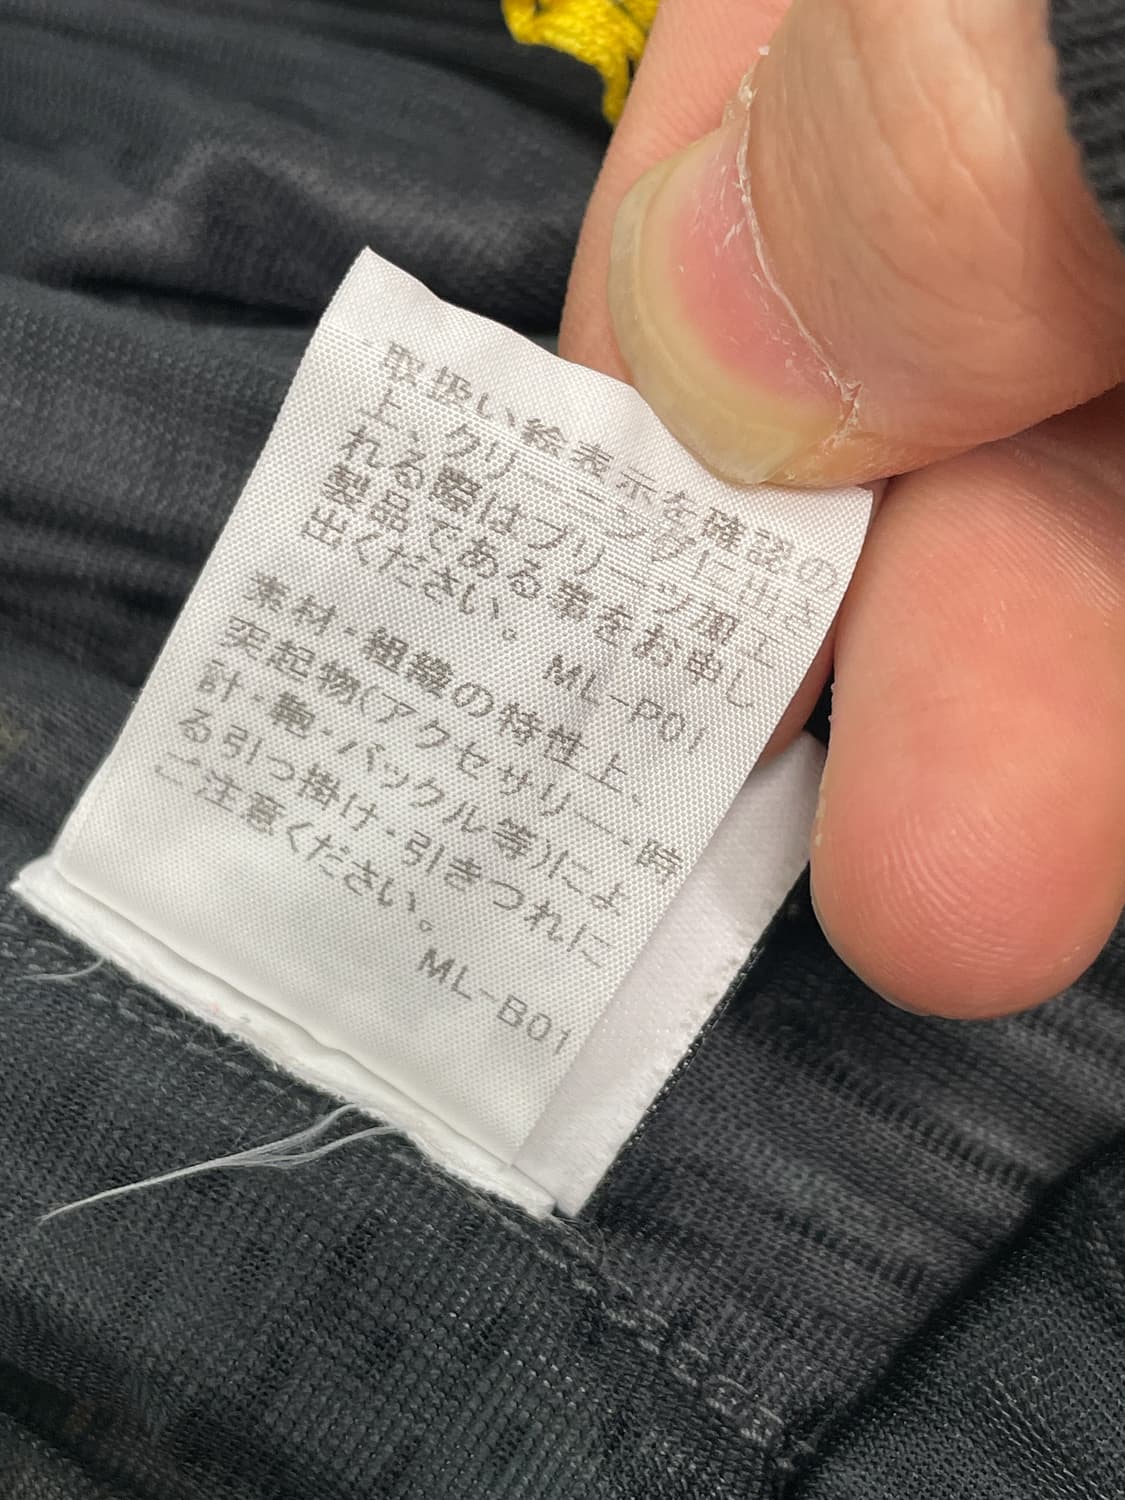 取扱い絵表示を確認の
上、クリーニングに出さ
れる際はプリーツ加工
製品である事をお申し
出ください。
ML-P01
素材・組織の特性上、
突起物(アクセサリー・時
計・鞄・バックル等)によ
る引っ掛け・引きつれに
ご注意ください。
ML-B01